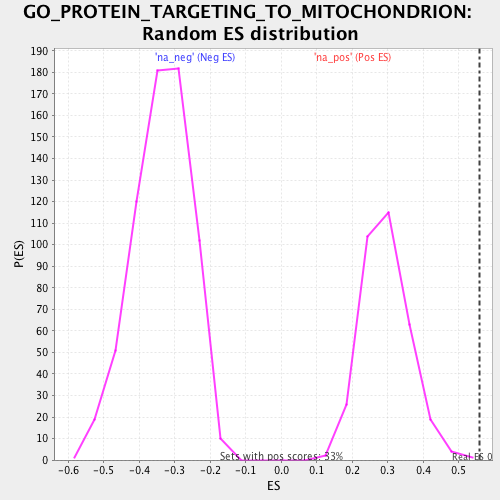 GO_PROTEIN_TARGETING_TO_MITOCHONDRION:
Random ES distribution
'na_neg' (Neg ES)
'na_pos' (Pos ES)
190
180
170
160
150
140
130
120
110
100
90
80
70
60
50
40
30
20
10
0
P(ES)
Sets with pos scores: 33%
Real ES 0
-0.6 -0.5 -0.4 -0.3 -0.2 -0.1 0.0 0.1 0.2 0.3 0.4 0.5
ES